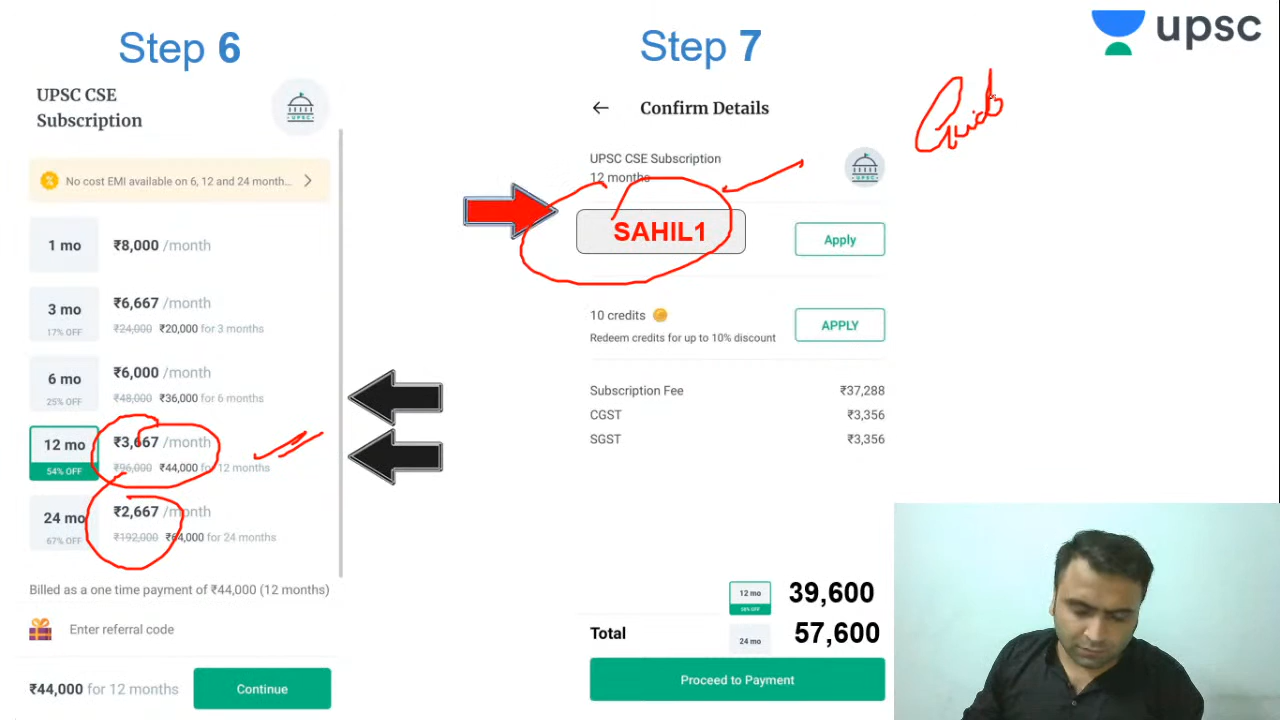 upsc
Step 6
UPSC CSE
Subscription
UPSC
No cost EMI available on 6, 12 and 24 month...
1 mo
₹8,000 /month
3 mo
17% OFF
₹6,667 /month
₹24,000 ₹20,000 for 3 months
6 mo
25% OFF
₹6,000 /month
₹48,000 ₹36,000 for 6 months
12 mo
54% OFF
₹3,667 /month
₹96,000 ₹44,000 for 12 months
24 mo
67% OFF
₹2,667 /month
₹192,000 ₹64,000 for 24 months
Billed as a one time payment of ₹44,000 (12 months)
Enter referral code
₹44,000 for 12 months
Continue
Step 7
Confirm Details
UPSC CSE Subscription
12 months
UPSC
SAHIL1
Apply
10 credits
Redeem credits for up to 10% discount
APPLY
Subscription Fee ₹37,288
CGST ₹3,356
SGST ₹3,356
12 mo
39,600
Total
24 mo
57,600
Proceed to Payment